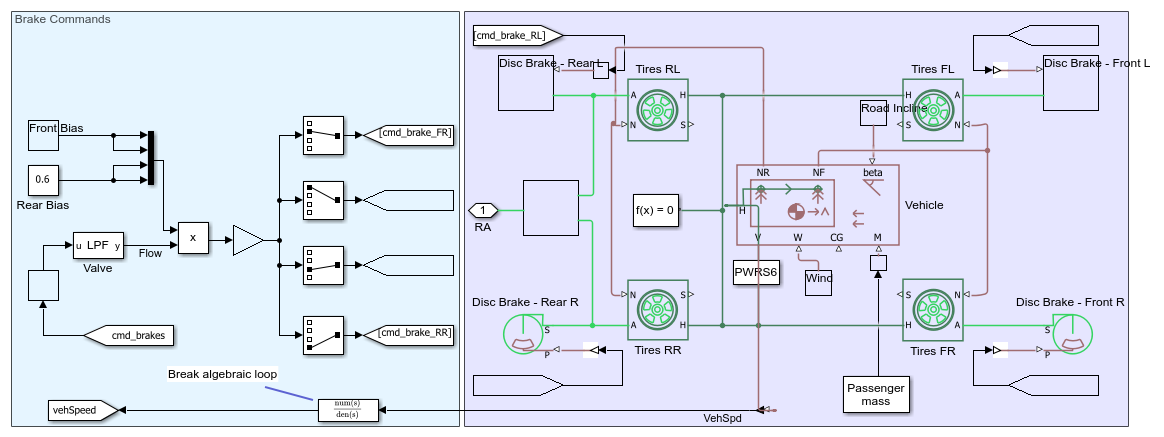 Brake Commands
Front Bias
0.6
Rear Bias
u LPF y
Valve
Flow
x
cmd_brakes
[cmd_brake_FR]
[cmd_brake_RR]
Break algebraic loop
vehSpeed
num(s)
den(s)
[cmd_brake_RL]
Disc Brake - Rear L
Tires RL
A H
N S
Tires FL
H A
S N
Disc Brake - Front L
Road Incline
NR NF beta
H
Vehicle
V W CG M
1
RA
f(x) = 0
PWRS6
Wind
Disc Brake - Rear R
S
P
N S
A H
Tires RR
S N
H A
Tires FR
Disc Brake - Front R
S
P
Passenger
mass
VehSpd